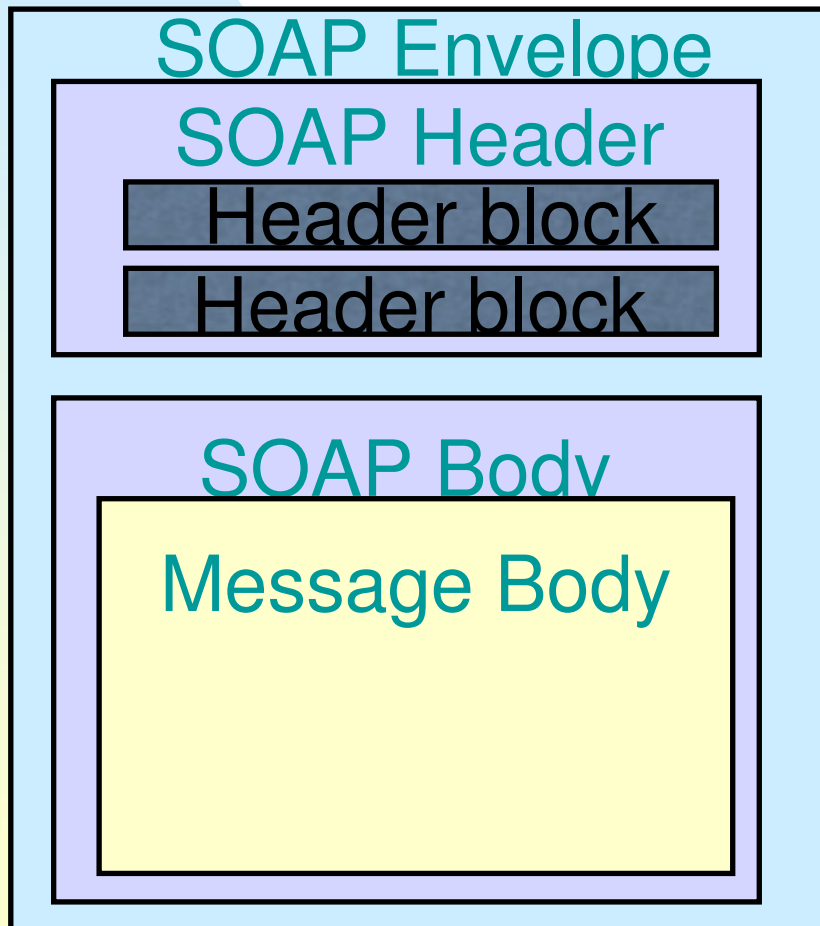 SOAP Envelope
SOAP Header
Header block
Header block
SOAP Body
Message Body